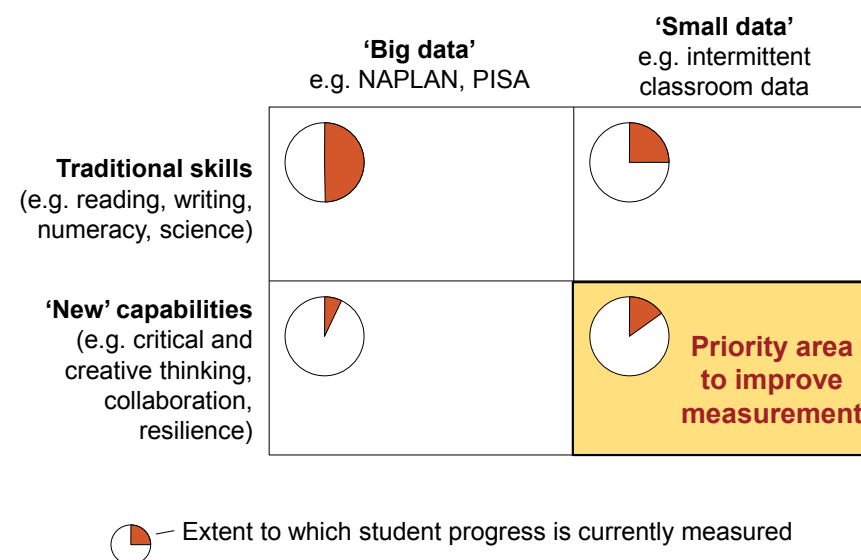 ‘Big data’
e.g. NAPLAN, PISA
‘Small data’
e.g. intermittent
classroom data
Traditional skills
(e.g. reading, writing,
numeracy, science)
‘New’ capabilities
(e.g. critical and
creative thinking,
collaboration,
resilience)
Priority area
to improve
measurement
Extent to which student progress is currently measured